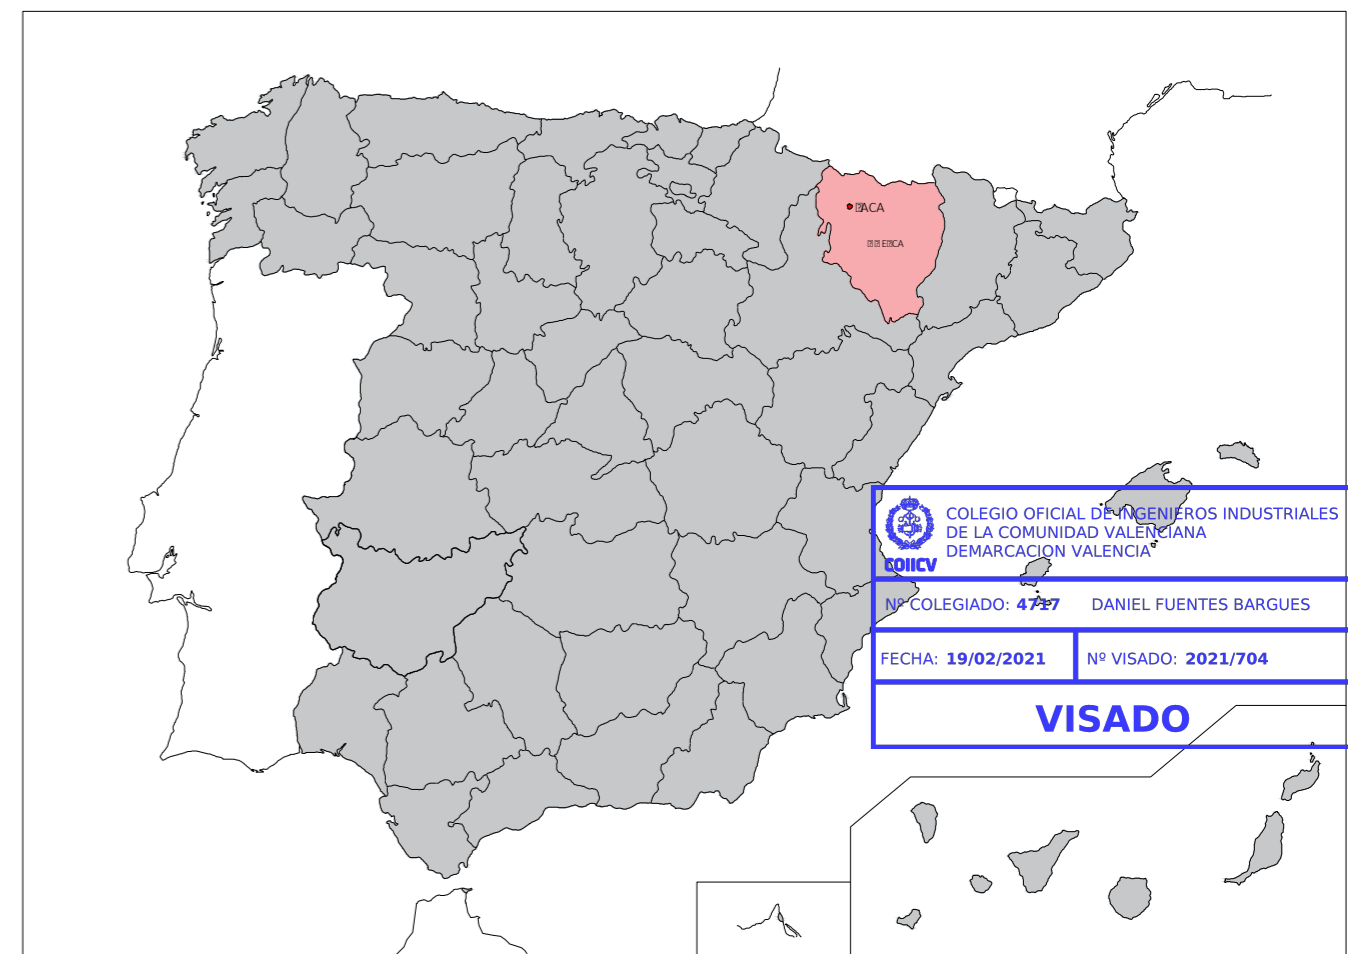 COLEGIO OFICIAL DE INGENIEROS INDUSTRIALES
DE LA COMUNIDAD VALENCIANA
DEMARCACION VALENCIA
COIICV
Nº COLEGIADO: 4717 DANIEL FUENTES BARGUES
FECHA: 19/02/2021 Nº VISADO: 2021/704
VISADO